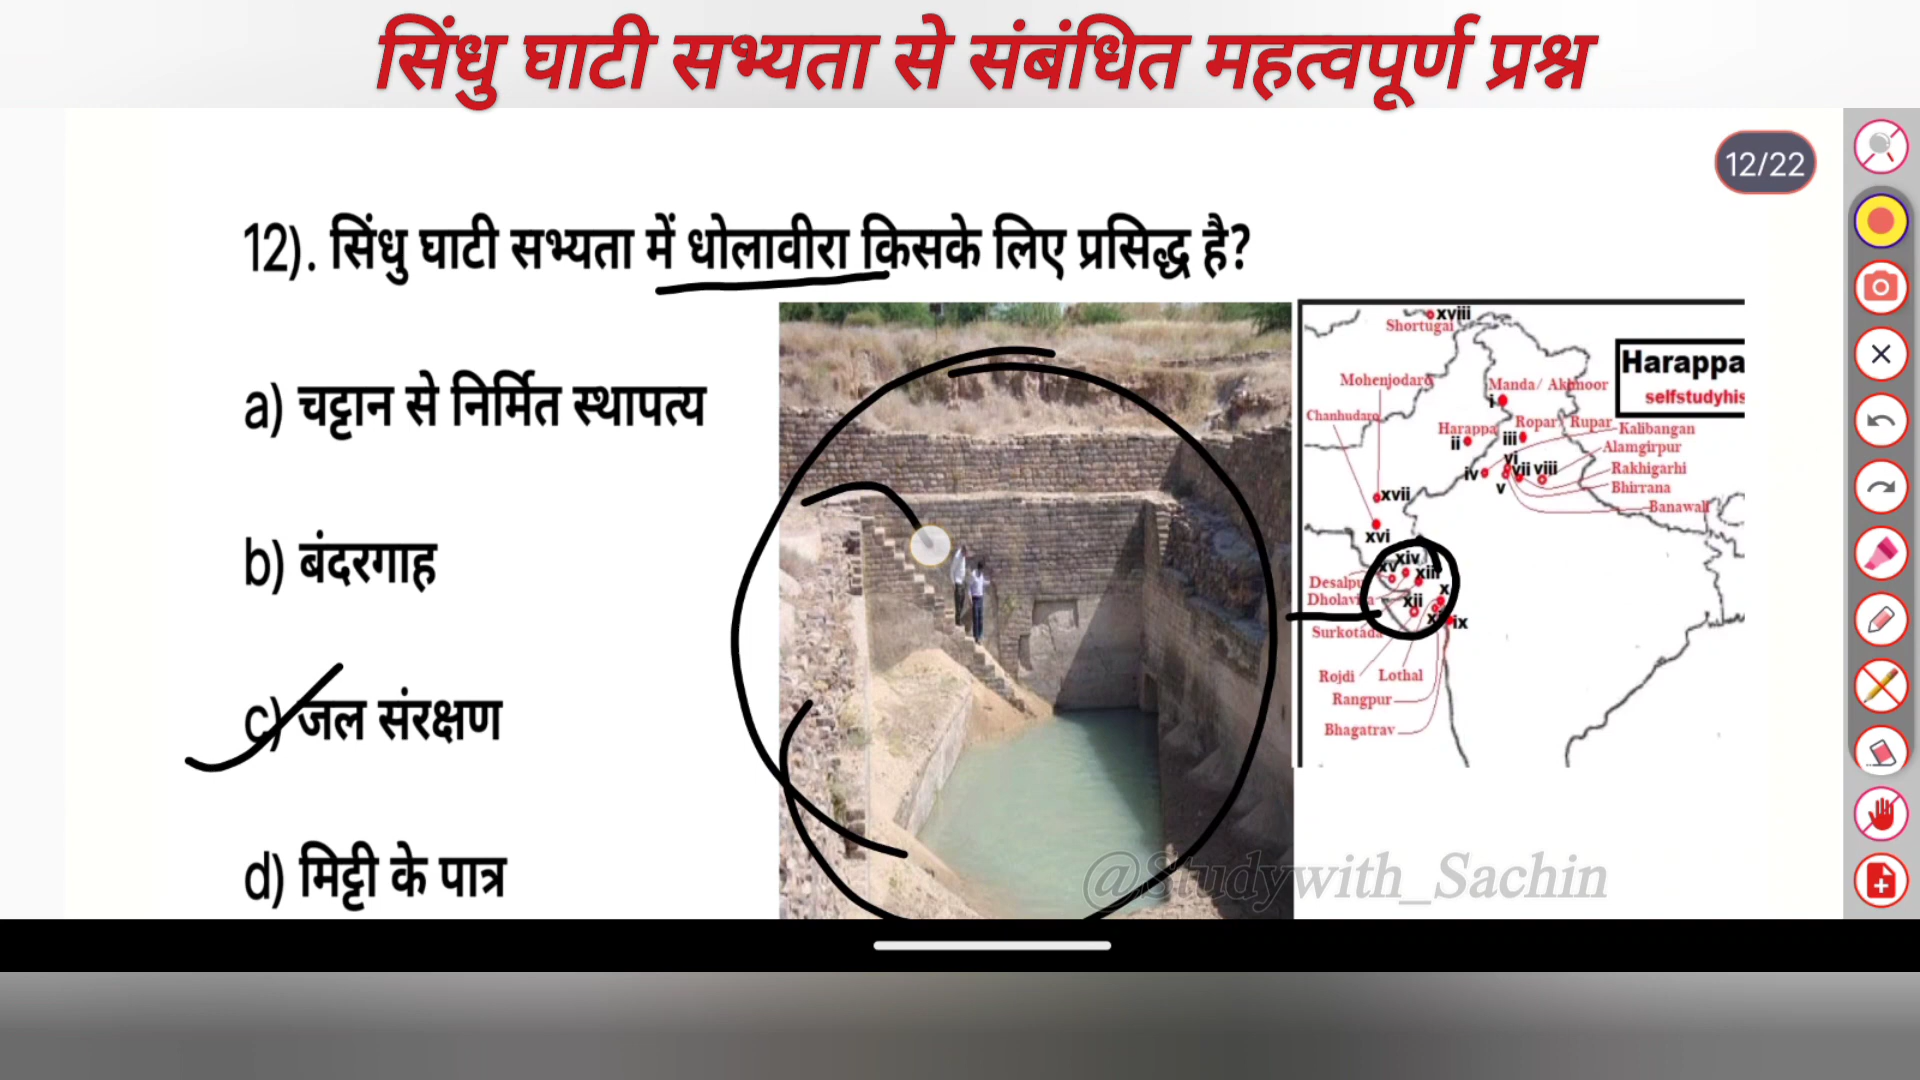 सिंधु घाटी सभ्यता से संबंधित महत्वपूर्ण प्रश्न
12/22
12). सिंधु घाटी सभ्यता में धोलावीरा किसके लिए प्रसिद्ध है?
a) चट्टान से निर्मित स्थापत्य
b) बंदरगाह
c) जल संरक्षण
d) मिट्टी के पात्र
xviii
Shortugai
Harappa
selfstudyhis
Mohenjodaro
Manda/ Akhnoor
i
Chanhudaro
Harappa
ii
Ropar/ Rupar
iii
Kalibangan
Alamgirpur
vi
iv
vii
viii
Rakhigarhi
v
Bhirrana
xvii
Banawali
xvi
xiv
xv
xiii
Desalpu
x
Dholavira
xii
xi
ix
Surkotada
Rojdi
Lothal
Rangpur
Bhagatrav
@Studywith_Sachin